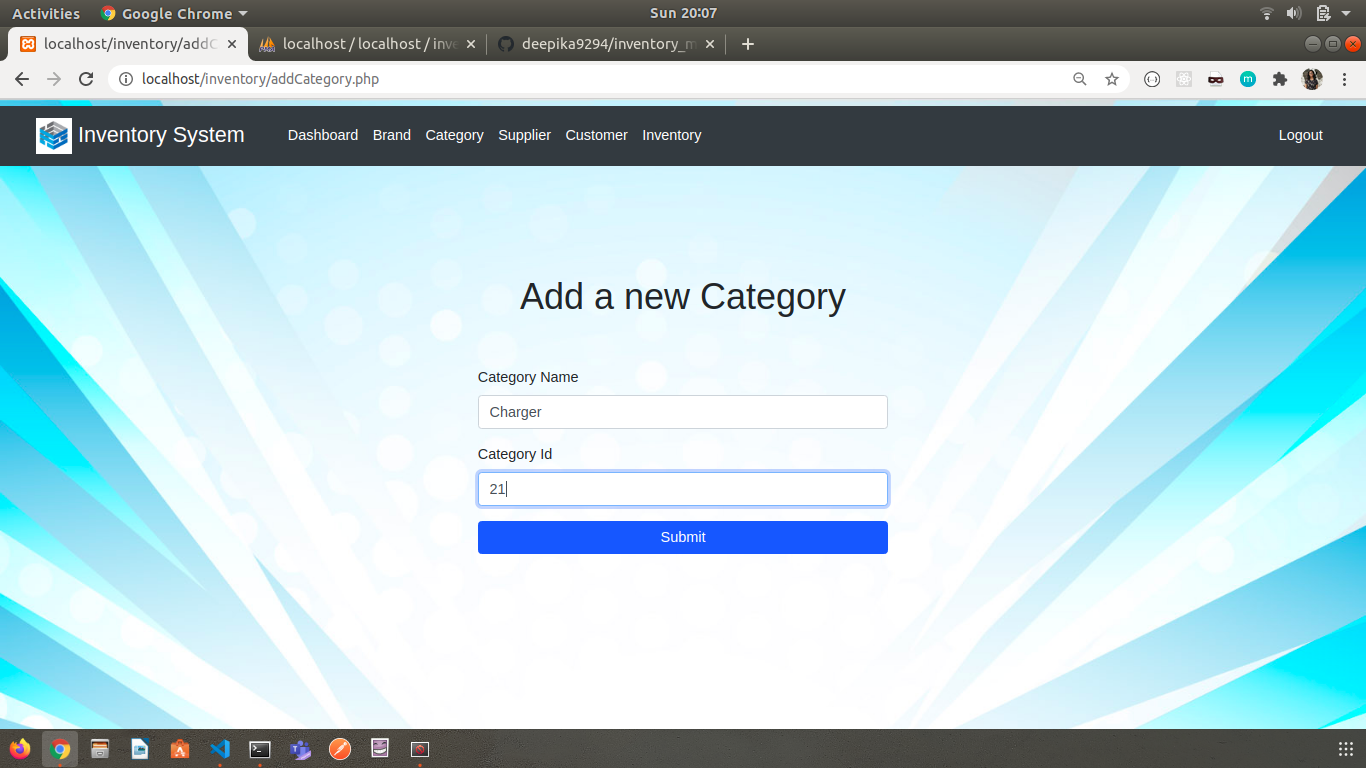 Activities Google Chrome Sun 20:07
localhost/inventory/addC localhost / localhost / inve deepika9294/inventory_m
localhost/inventory/addCategory.php
Inventory System Dashboard Brand Category Supplier Customer Inventory Logout
Add a new Category
Category Name
Charger
Category Id
21
Submit